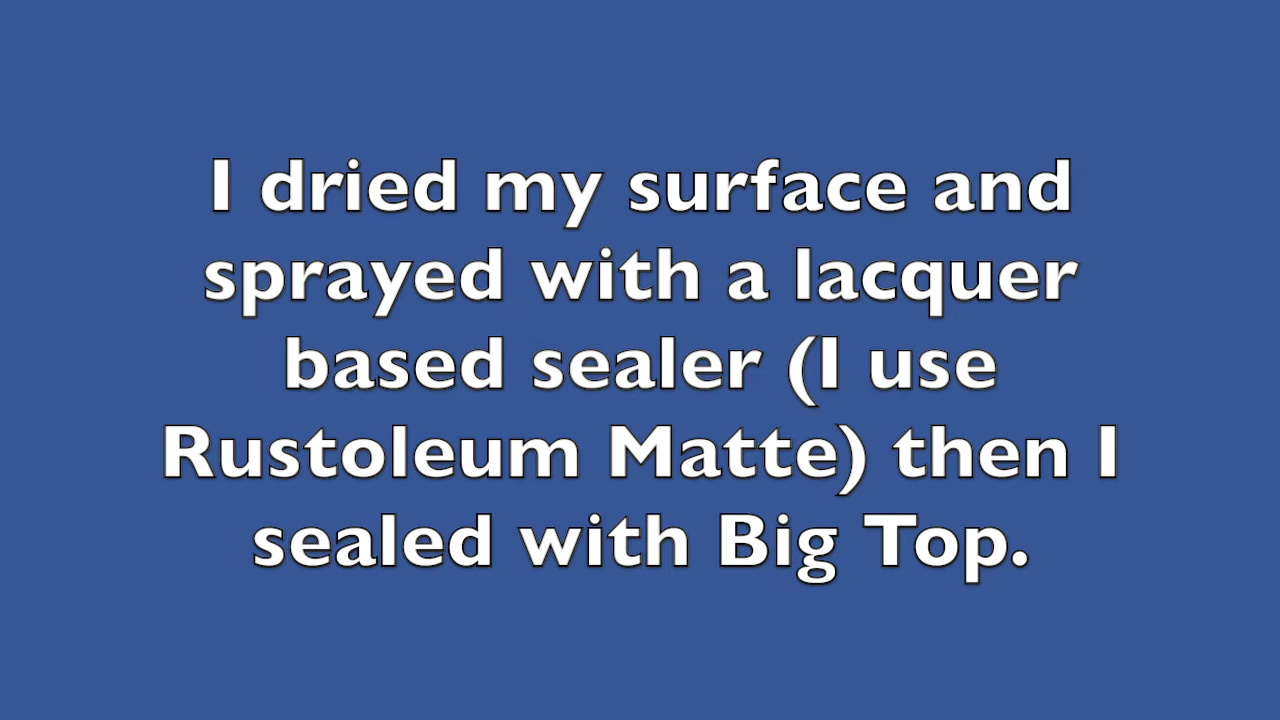 I dried my surface and
sprayed with a lacquer
based sealer (I use
Rustoleum Matte) then I
sealed with Big Top.